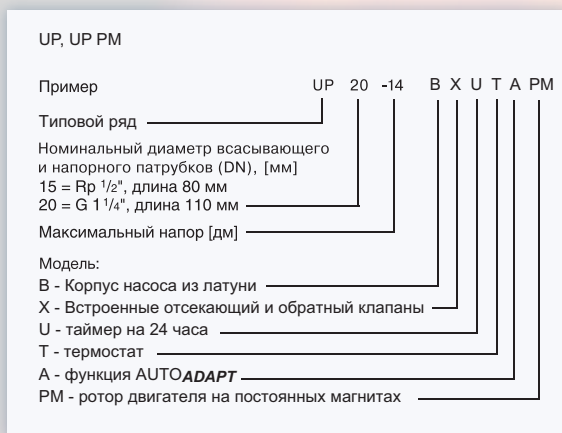 UP, UP PM
Пример UP 20 -14 B X U T A PM
Типовой ряд
Номинальный диаметр всасывающего
и напорного патрубков (DN), [мм]
15 = Rp 1/2", длина 80 мм
20 = G 1 1/4", длина 110 мм
Максимальный напор [дм]
Модель:
B - Корпус насоса из латуни
X - Встроенные отсекающий и обратный клапаны
U - таймер на 24 часа
T - термостат
A - функция AUTOADAPT
PM - ротор двигателя на постоянных магнитах